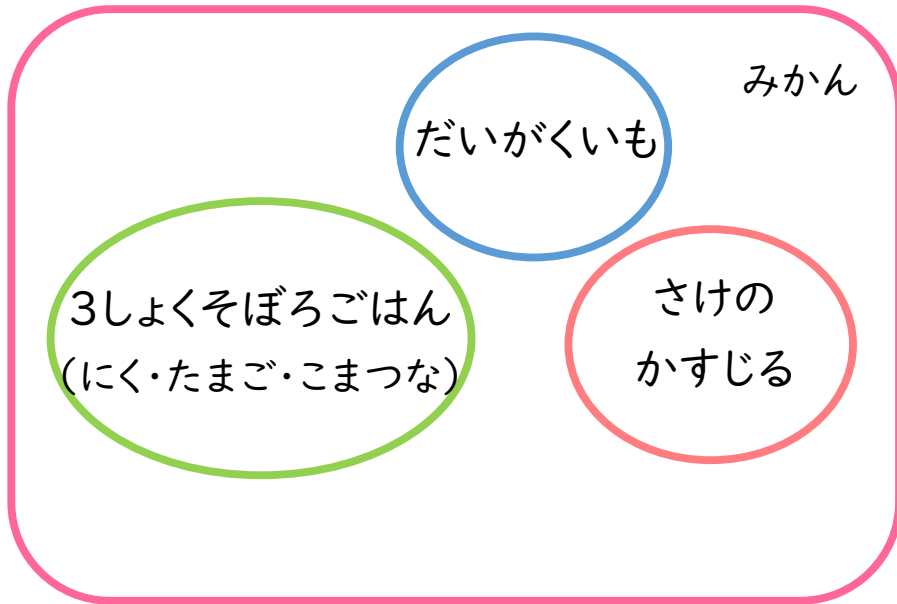 みかん
だいがくいも
3しょくそぼろごはん
(にく・たまご・こまつな)
さけの
かすじる